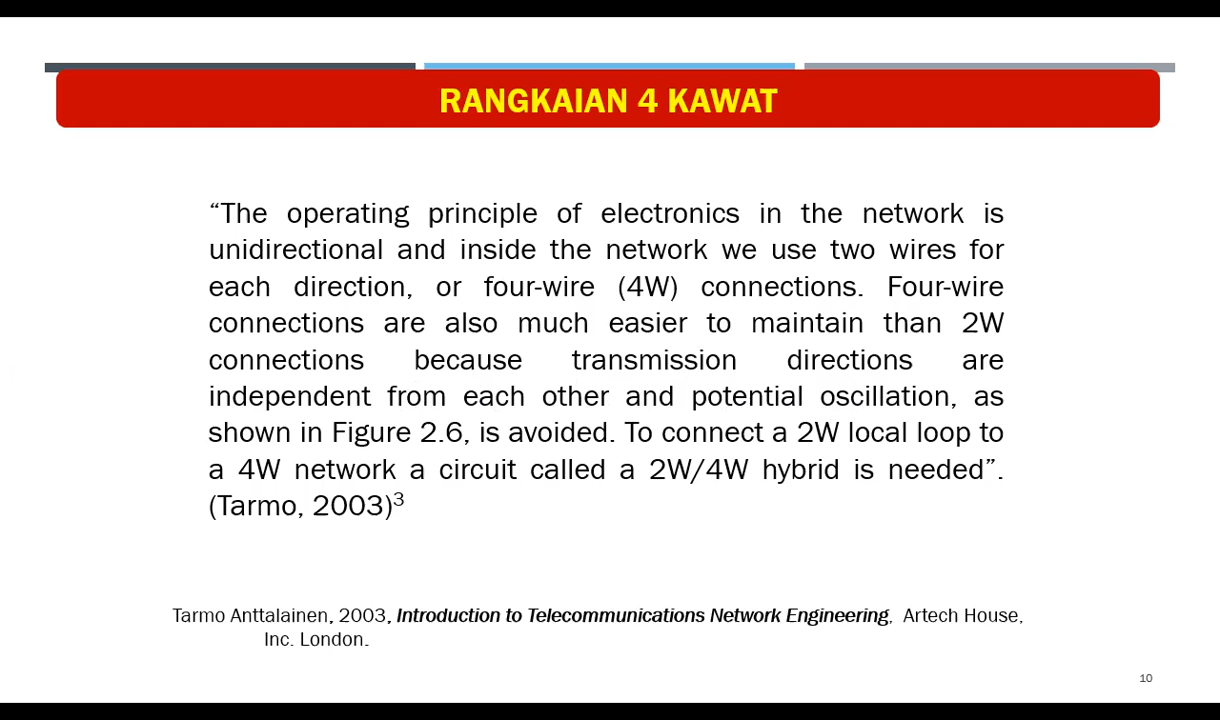 RANGKAIAN 4 KAWAT
“The operating principle of electronics in the network is
unidirectional and inside the network we use two wires for
each direction, or four-wire (4W) connections. Four-wire
connections are also much easier to maintain than 2W
connections because transmission directions are
independent from each other and potential oscillation, as
shown in Figure 2.6, is avoided. To connect a 2W local loop to
a 4W network a circuit called a 2W/4W hybrid is needed”.
(Tarmo, 2003)³
Tarmo Anttalainen, 2003, Introduction to Telecommunications Network Engineering, Artech House,
Inc. London.
10